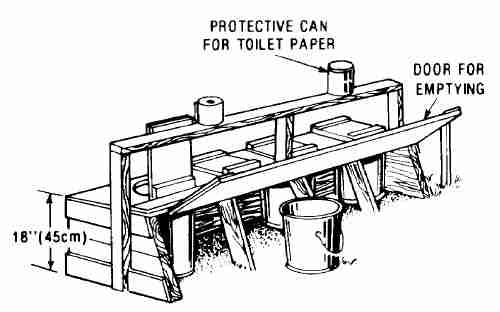 PROTECTIVE CAN
FOR TOILET PAPER
DOOR FOR
EMPTYING
18"(45cm)